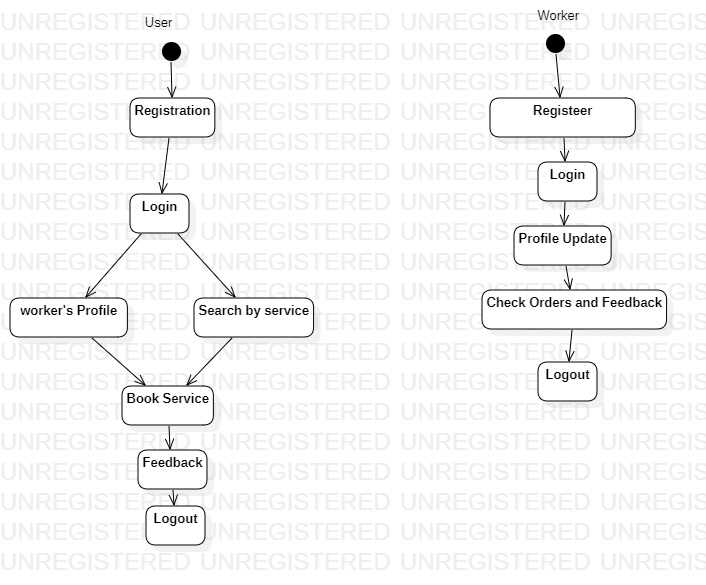 User
Registration
Login
worker's Profile
Search by service
Book Service
Feedback
Logout
Worker
Registeer
Login
Profile Update
Check Orders and Feedback
Logout
UNREGISTERED